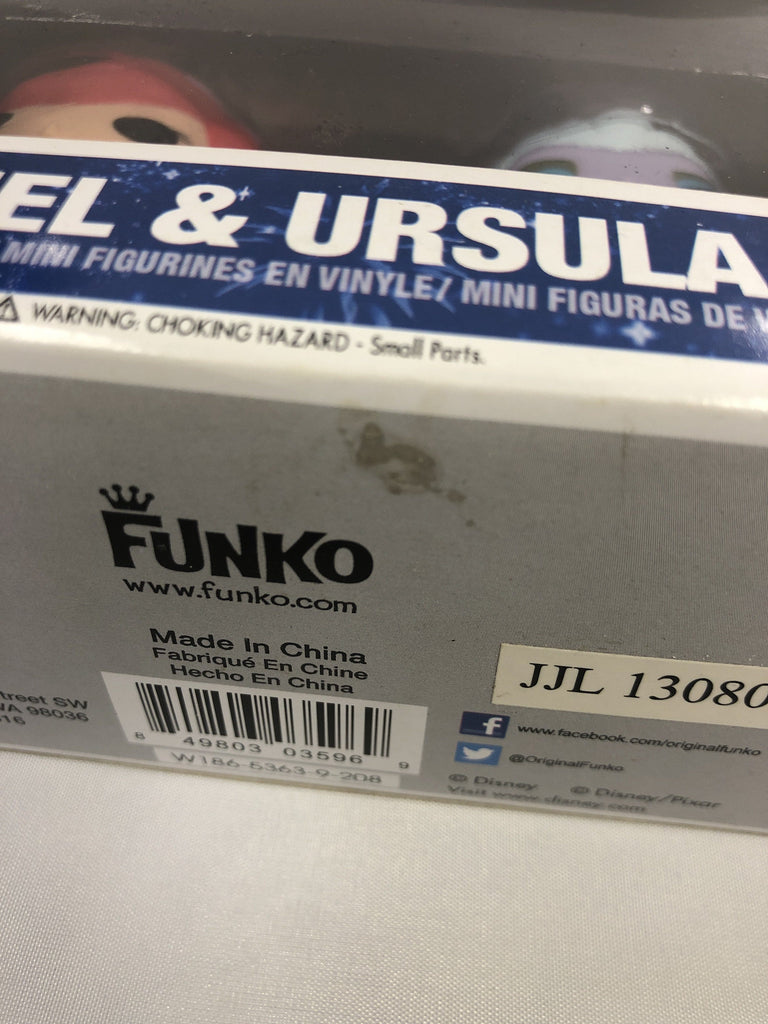 EL & URSULA
MINI FIGURINES EN VINYLE/ MINI FIGURAS DE V
WARNING: CHOKING HAZARD - Small Parts.
FUNKO
www.funko.com
Made In China
Fabriqué En Chine
Hecho En China
treet SW
WA 98036
16
8 49803 03596 9
W186-5363-9-208
JJL 13080
f www.facebook.com/originalfunko
@OriginalFunko
© Disney © Disney/Pixar
Visit www.disney.com